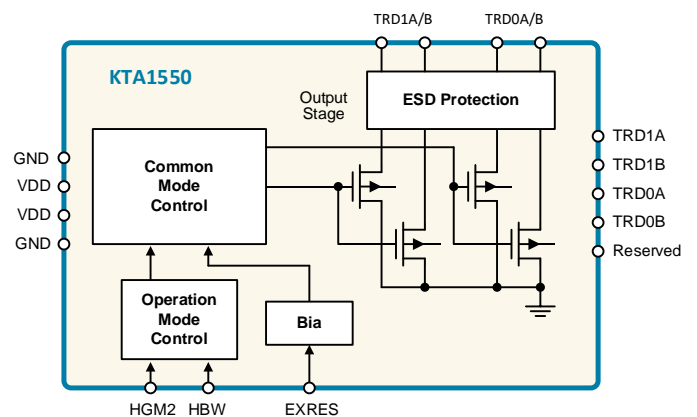 TRD1A/B TRD0A/B
KTA1550
ESD Protection
Output
Stage
Common
Mode
Control
GND
VDD
VDD
GND
TRD1A
TRD1B
TRD0A
TRD0B
Reserved
Operation
Mode
Control
Bia
HGM2 HBW EXRES